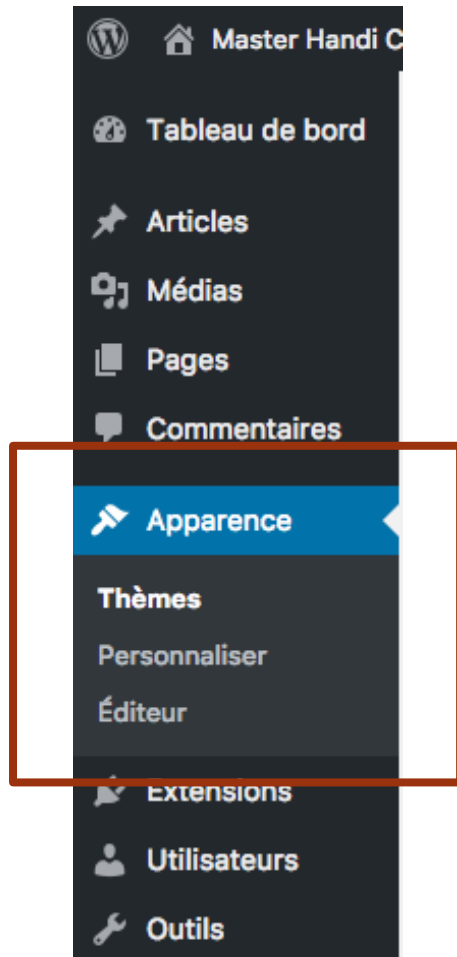 Master Handi C
Tableau de bord
Articles
Médias
Pages
Commentaires
Apparence
Thèmes
Personnaliser
Éditeur
Extensions
Utilisateurs
Outils